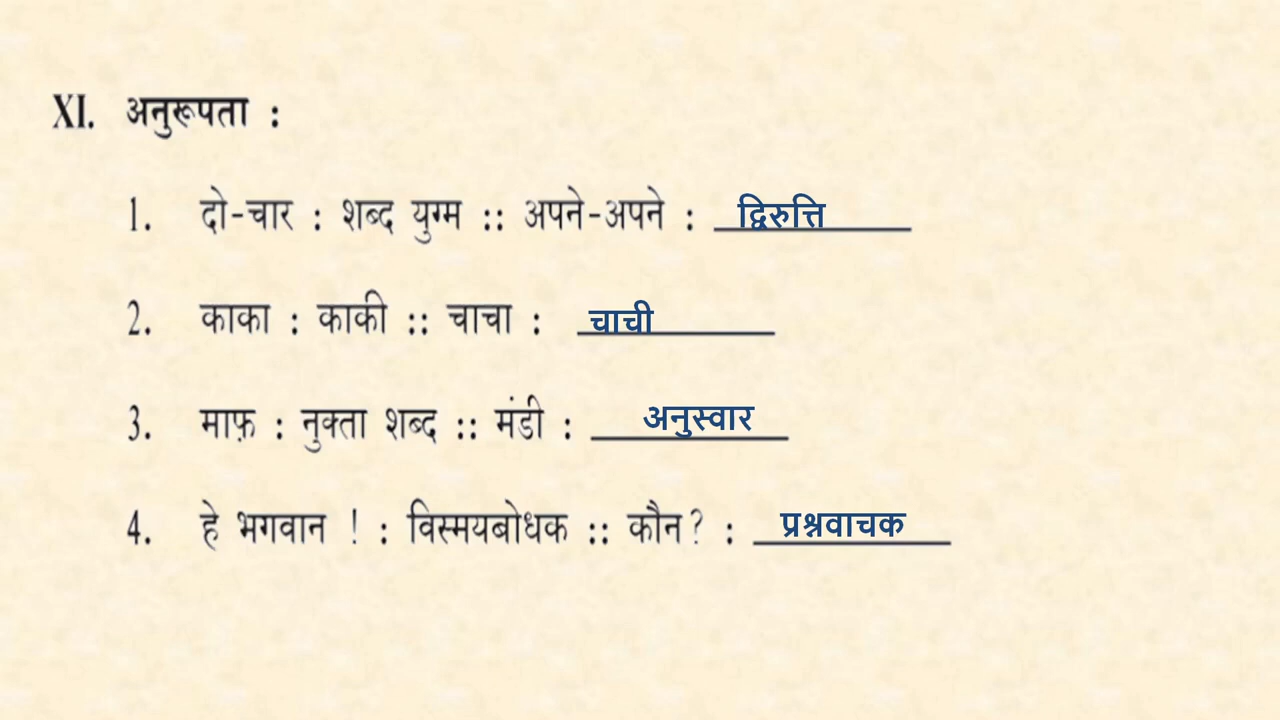 XI. अनुरूपता :
1. दो-चार : शब्द युग्म :: अपने-अपने : द्विरुत्ति
2. काका : काकी :: चाचा : चाची
3. माफ़ : नुक्ता शब्द :: मंडी : अनुस्वार
4. हे भगवान ! : विस्मयबोधक :: कौन? : प्रश्नवाचक